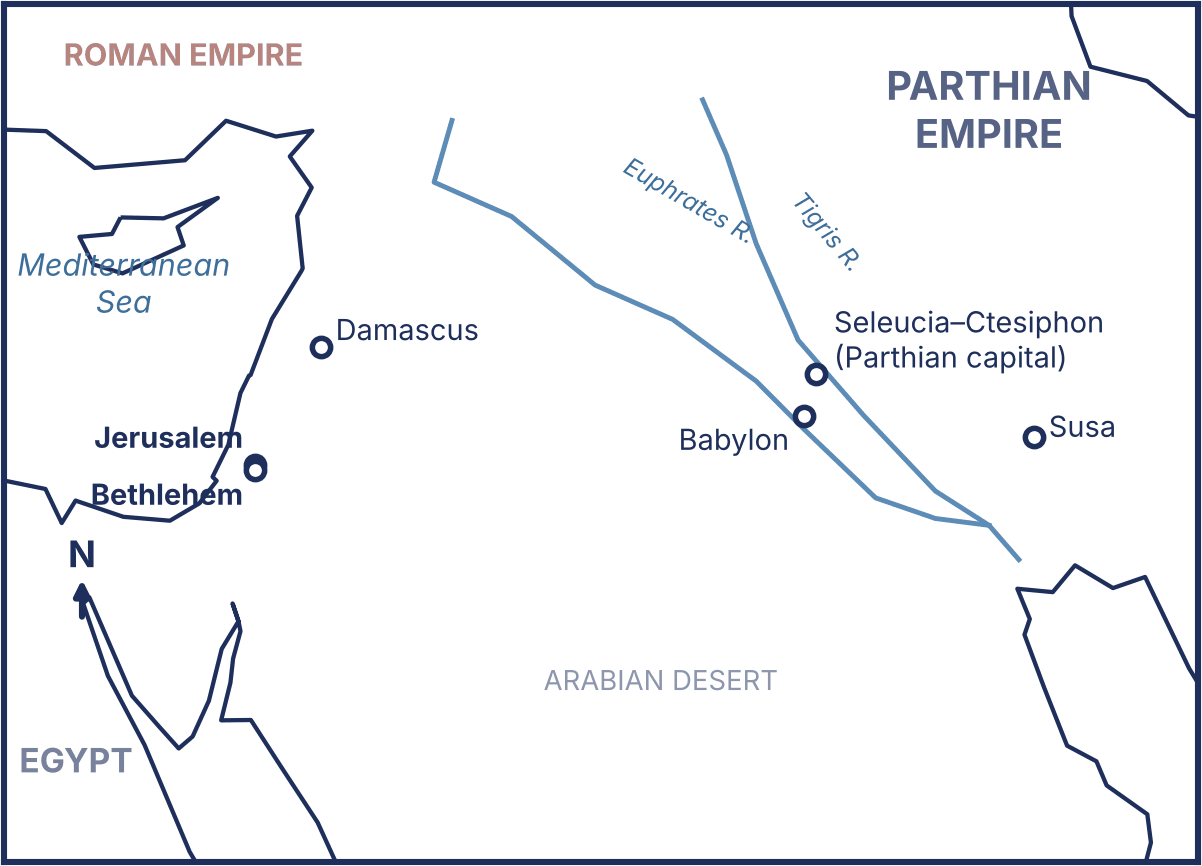 ROMAN EMPIRE
PARTHIAN
EMPIRE
Euphrates R.
Tigris R.
Mediterranean
Sea
Damascus
Seleucia–Ctesiphon
(Parthian capital)
Babylon
Susa
Jerusalem
Bethlehem
N
ARABIAN DESERT
EGYPT